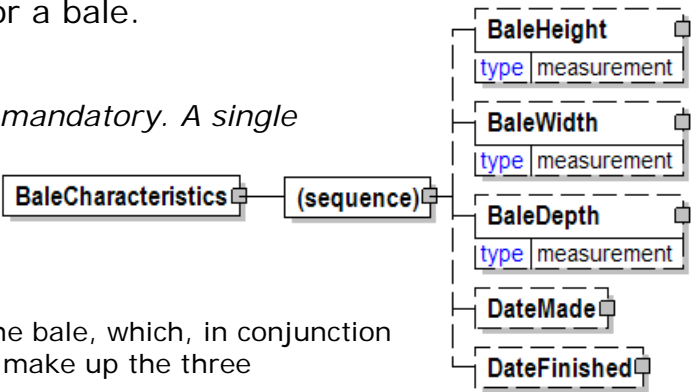 or a bale.
mandatory. A single
BaleCharacteristics
(sequence)
BaleHeight
type measurement
BaleWidth
type measurement
BaleDepth
type measurement
DateMade
DateFinished
ne bale, which, in conjunction
make up the three